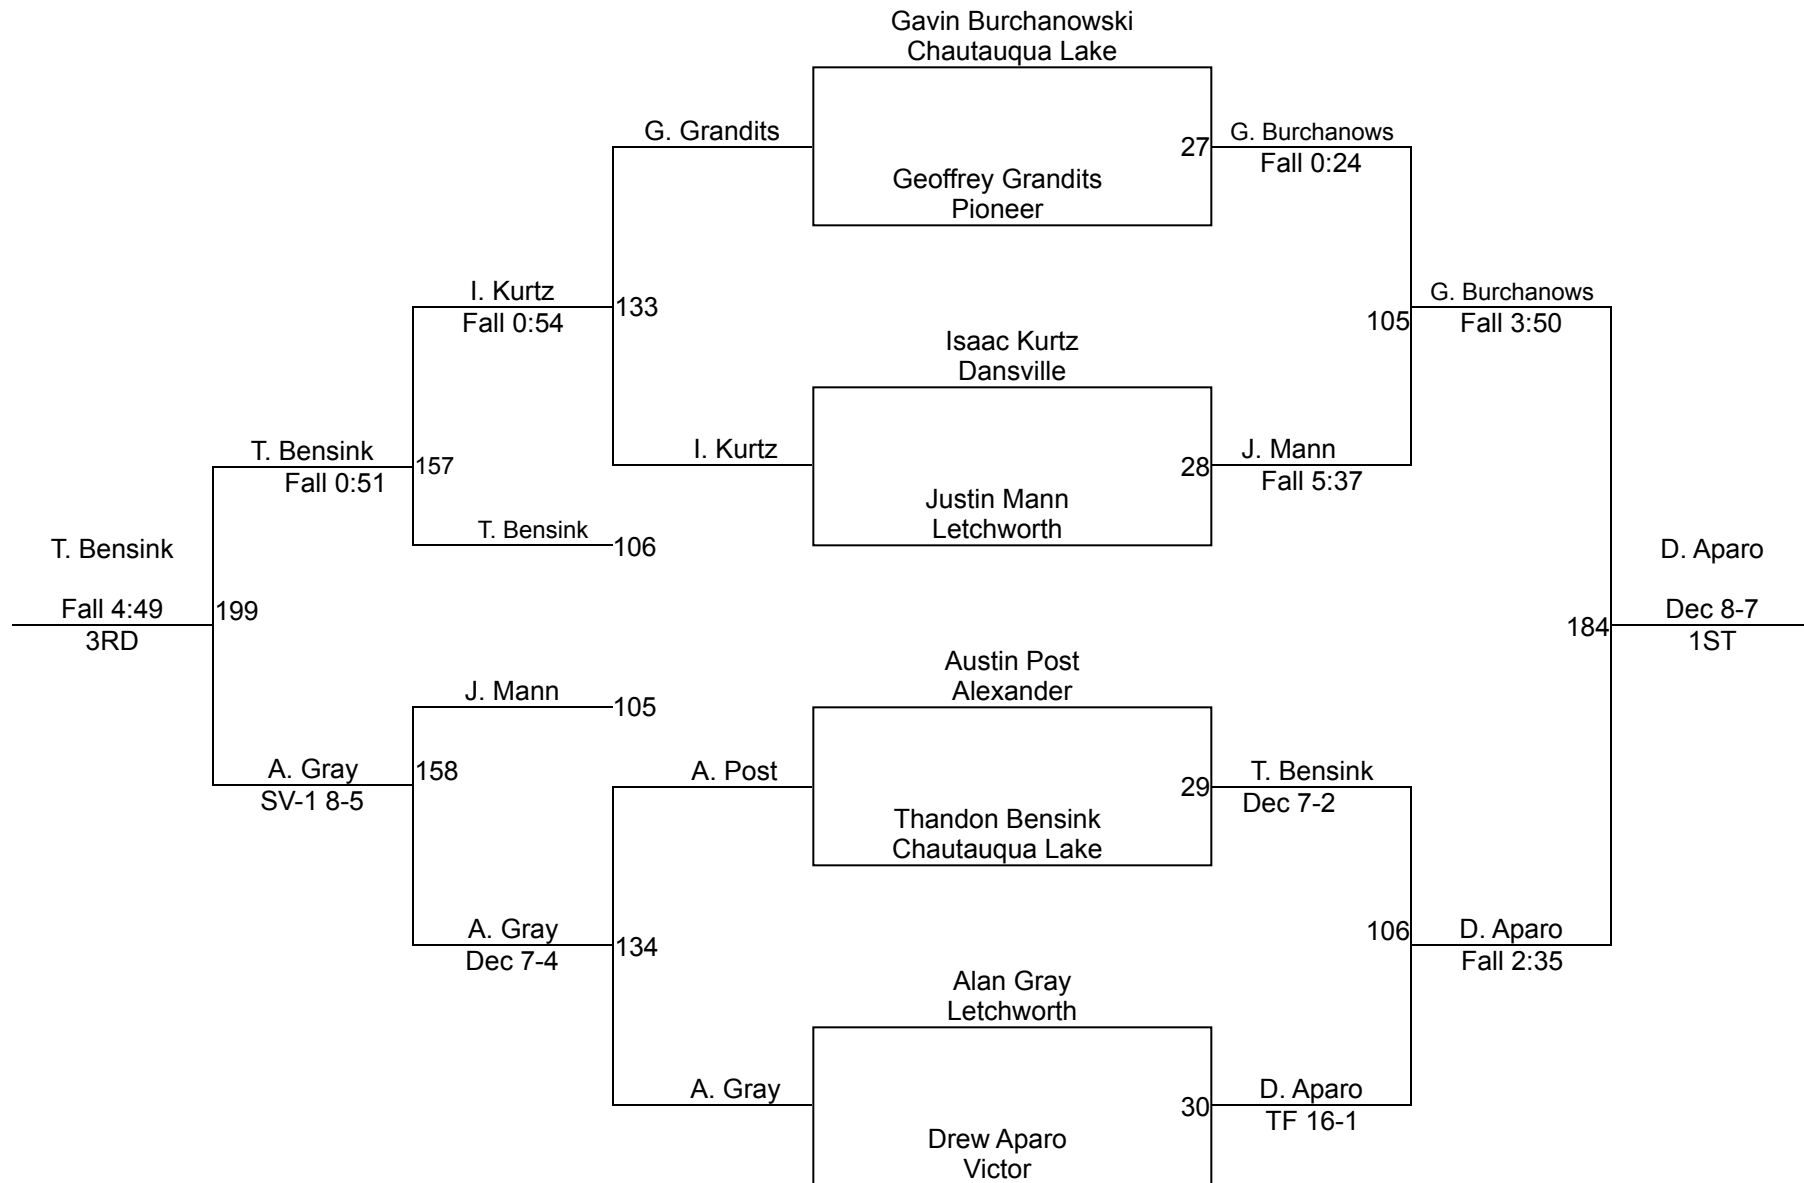 Gavin Burchanowski
Chautauqua Lake
G. Grandits
27
G. Burchanows
Fall 0:24
Geoffrey Grandits
Pioneer
I. Kurtz
Fall 0:54
133
105
G. Burchanows
Fall 3:50
Isaac Kurtz
Dansville
T. Bensink
Fall 0:51
157
I. Kurtz
28
J. Mann
Fall 5:37
Justin Mann
Letchworth
T. Bensink
106
T. Bensink
Fall 4:49
3RD
199
D. Aparo
Dec 8-7
1ST
184
Austin Post
Alexander
J. Mann
105
A. Gray
SV-1 8-5
158
A. Post
29
T. Bensink
Dec 7-2
Thandon Bensink
Chautauqua Lake
A. Gray
Dec 7-4
134
106
D. Aparo
Fall 2:35
Alan Gray
Letchworth
A. Gray
30
D. Aparo
TF 16-1
Drew Aparo
Victor